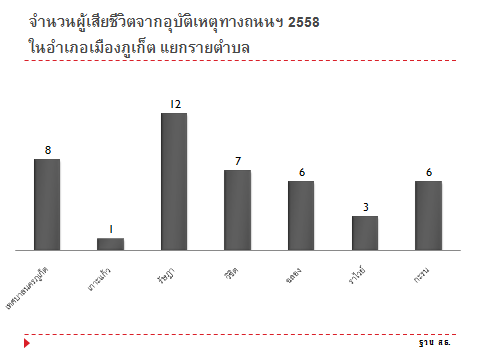 จำนวนผู้เสียชีวิตจากอุบัติเหตุทางถนนฯ 2558
ในอำเภอเมืองภูเก็ต แยกรายตำบล
8
1
12
7
6
3
6
เทศบาลนครภูเก็ต
เกาะแก้ว
รัษฎา
วิชิต
ฉลอง
ราไวย์
กะรน
ฐาน สธ.